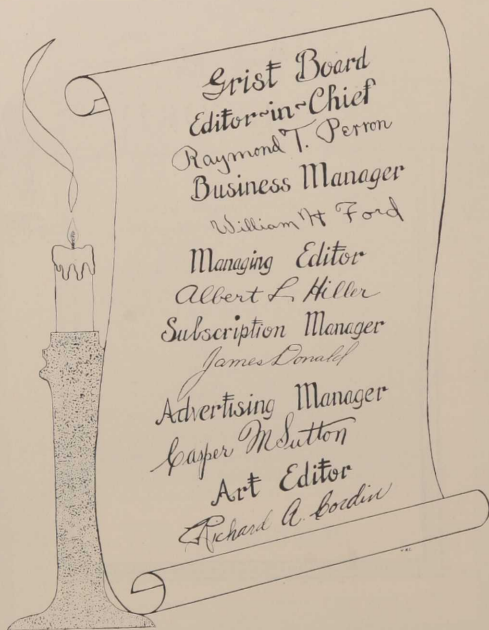 Grist Board
Editor~in~Chief
Raymond T. Perron
Business Manager
William H Ford
Managing Editor
Albert L Hiller
Subscription Manager
James Donald
Advertising Manager
Casper M Sutton
Art Editor
Richard A. Cordin